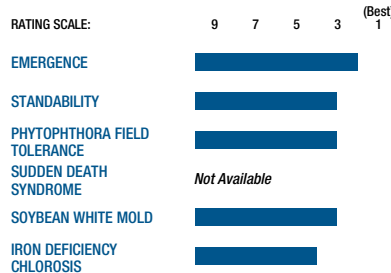 (Best)
RATING SCALE: 9 7 5 3 1
EMERGENCE
STANDABILITY
PHYTOPHTHORA FIELD
TOLERANCE
SUDDEN DEATH
SYNDROME
Not Available
SOYBEAN WHITE MOLD
IRON DEFICIENCY
CHLOROSIS